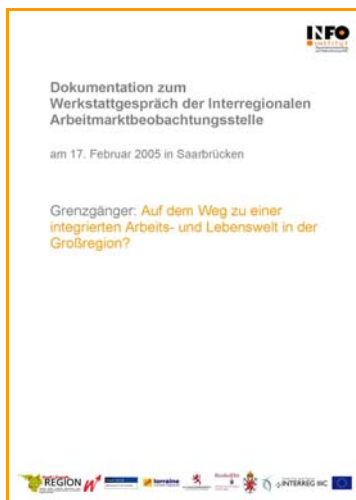 INFO
INSTITUT
Dokumentation zum
Werkstattgespräch der Interregionalen
Arbeitmarktbeobachtungsstelle
am 17. Februar 2005 in Saarbrücken
Grenzgänger: Auf dem Weg zu einer
integrierten Arbeits- und Lebenswelt in der
Großregion?
REGION
lorraine
INTERREG IIIC